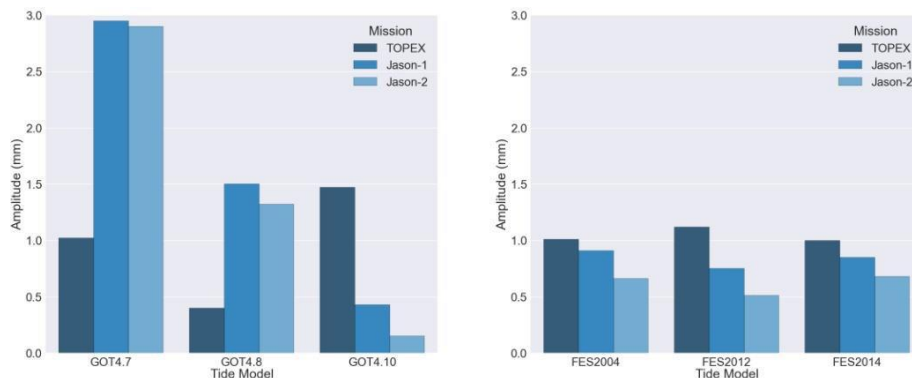 3.0
2.5
2.0
1.5
1.0
0.5
0.0
Amplitude (mm)
Mission
TOPEX
Jason-1
Jason-2
GOT4.7 GOT4.8 GOT4.10
Tide Model
3.0
2.5
2.0
1.5
1.0
0.5
0.0
Amplitude (mm)
Mission
TOPEX
Jason-1
Jason-2
FES2004 FES2012 FES2014
Tide Model